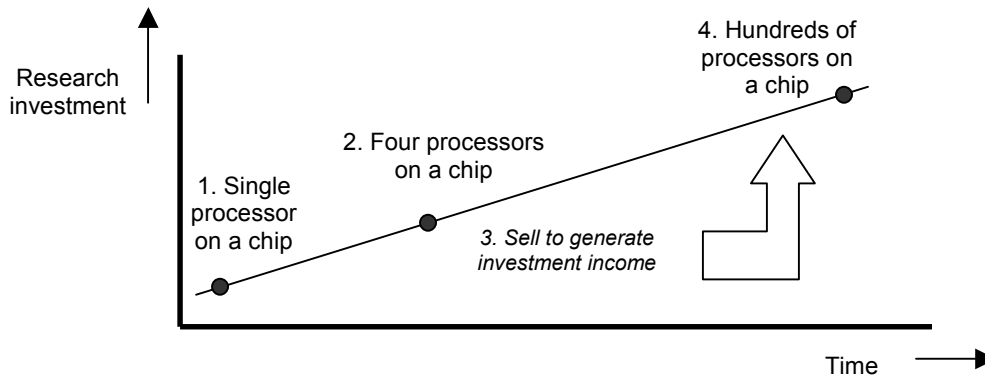 Research
investment
1. Single
processor
on a chip
2. Four processors
on a chip
3. Sell to generate
investment income
4. Hundreds of
processors on
a chip
Time